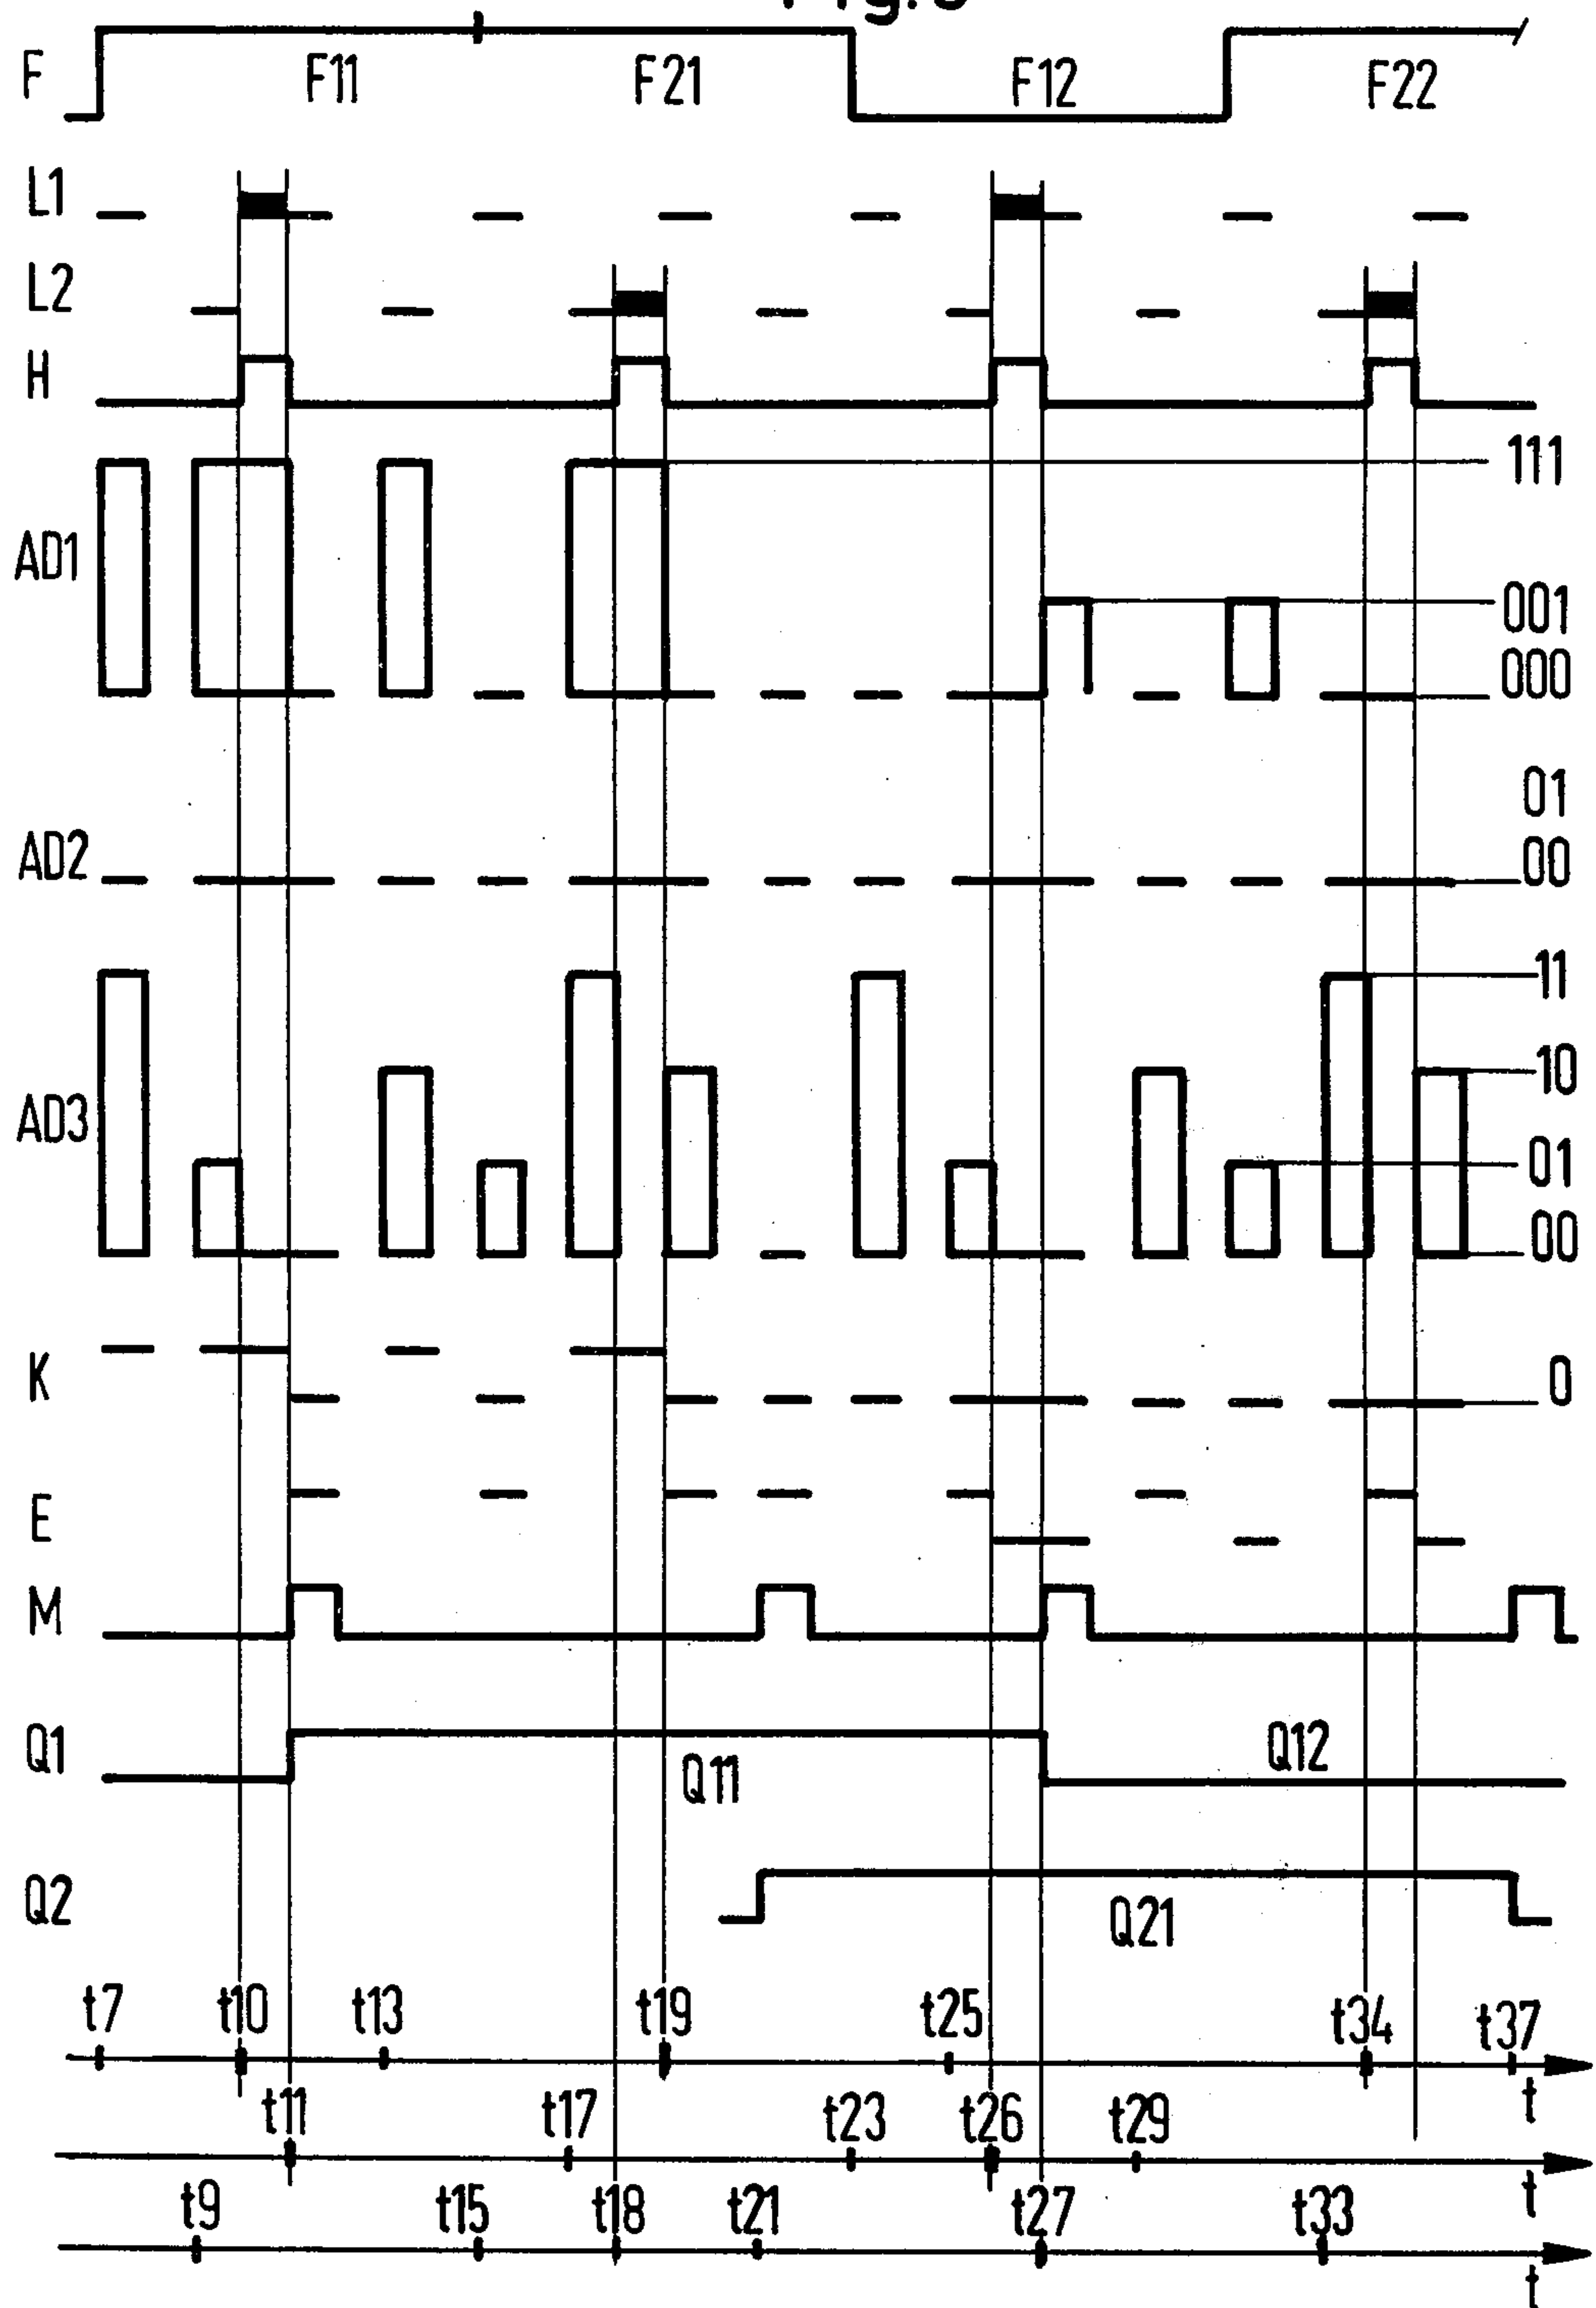 F F11 F21 F12 F22
L1
L2
H
111
AD1
001
000
01
AD2 00
11
10
AD3
01
00
K 0
E
M
Q1 Q11 Q12
Q2 Q21
t7 t10 t13 t19 t25 t34 t37
t
t11 t17 t23 t26 t29
t
t9 t15 t18 t21 t27 t33
t